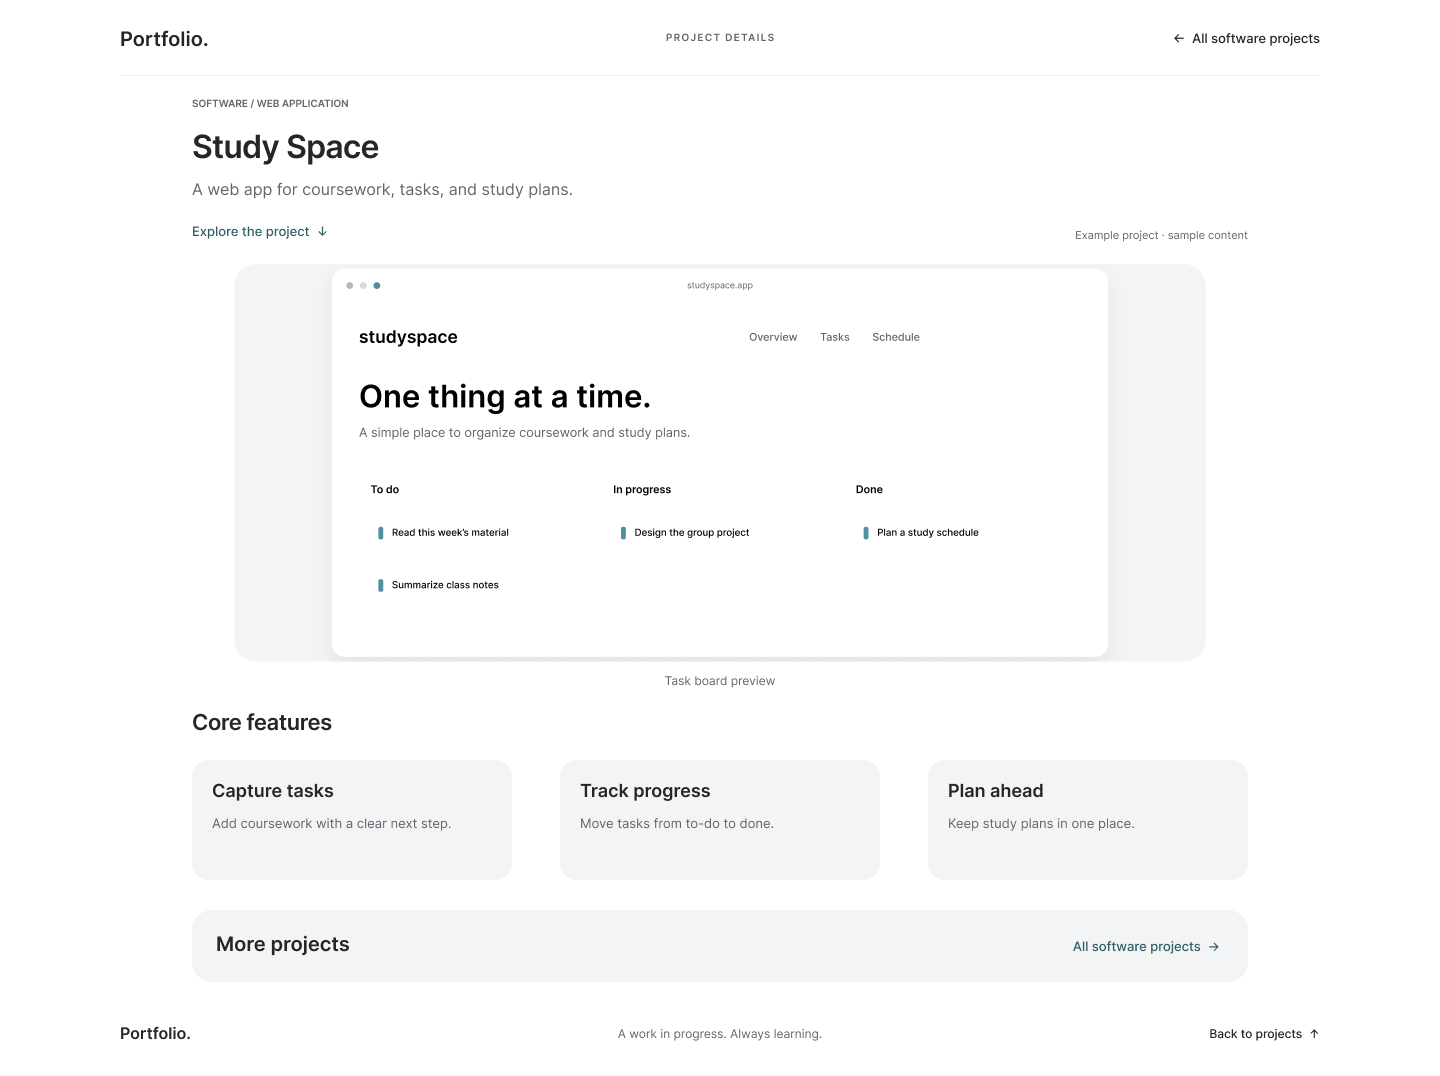 Portfolio.
PROJECT DETAILS
← All software projects
SOFTWARE / WEB APPLICATION
Study Space
A web app for coursework, tasks, and study plans.
Explore the project ↓
Example project · sample content
studyspace.app
studyspace
Overview
Tasks
Schedule
One thing at a time.
A simple place to organize coursework and study plans.
To do
In progress
Done
Read this week’s material
Design the group project
Plan a study schedule
Summarize class notes
Task board preview
Core features
Capture tasks
Add coursework with a clear next step.
Track progress
Move tasks from to-do to done.
Plan ahead
Keep study plans in one place.
More projects
All software projects →
Portfolio.
A work in progress. Always learning.
Back to projects ↑